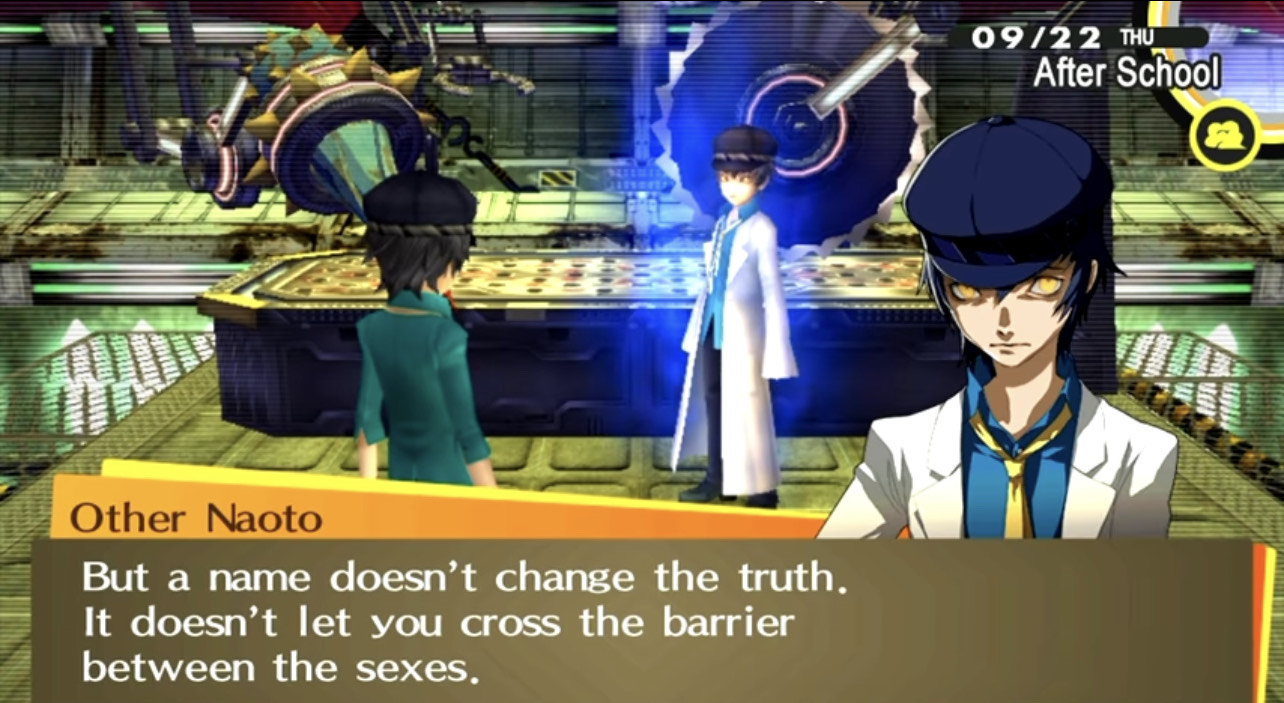 09/22 THU
After School
Other Naoto
But a name doesn't change the truth.
It doesn't let you cross the barrier
between the sexes.